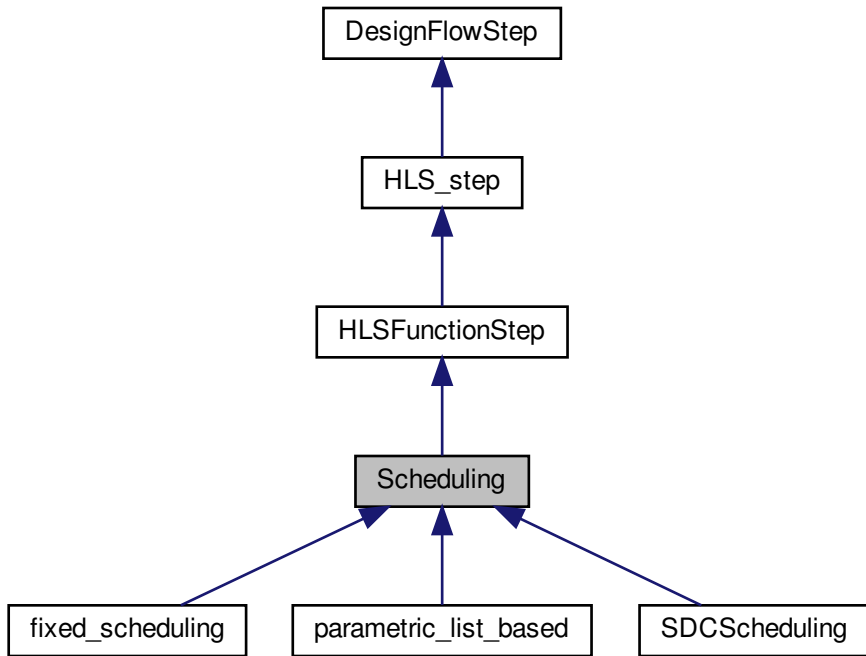 DesignFlowStep
HLS_step
HLSFunctionStep
Scheduling
fixed_scheduling
parametric_list_based
SDCScheduling